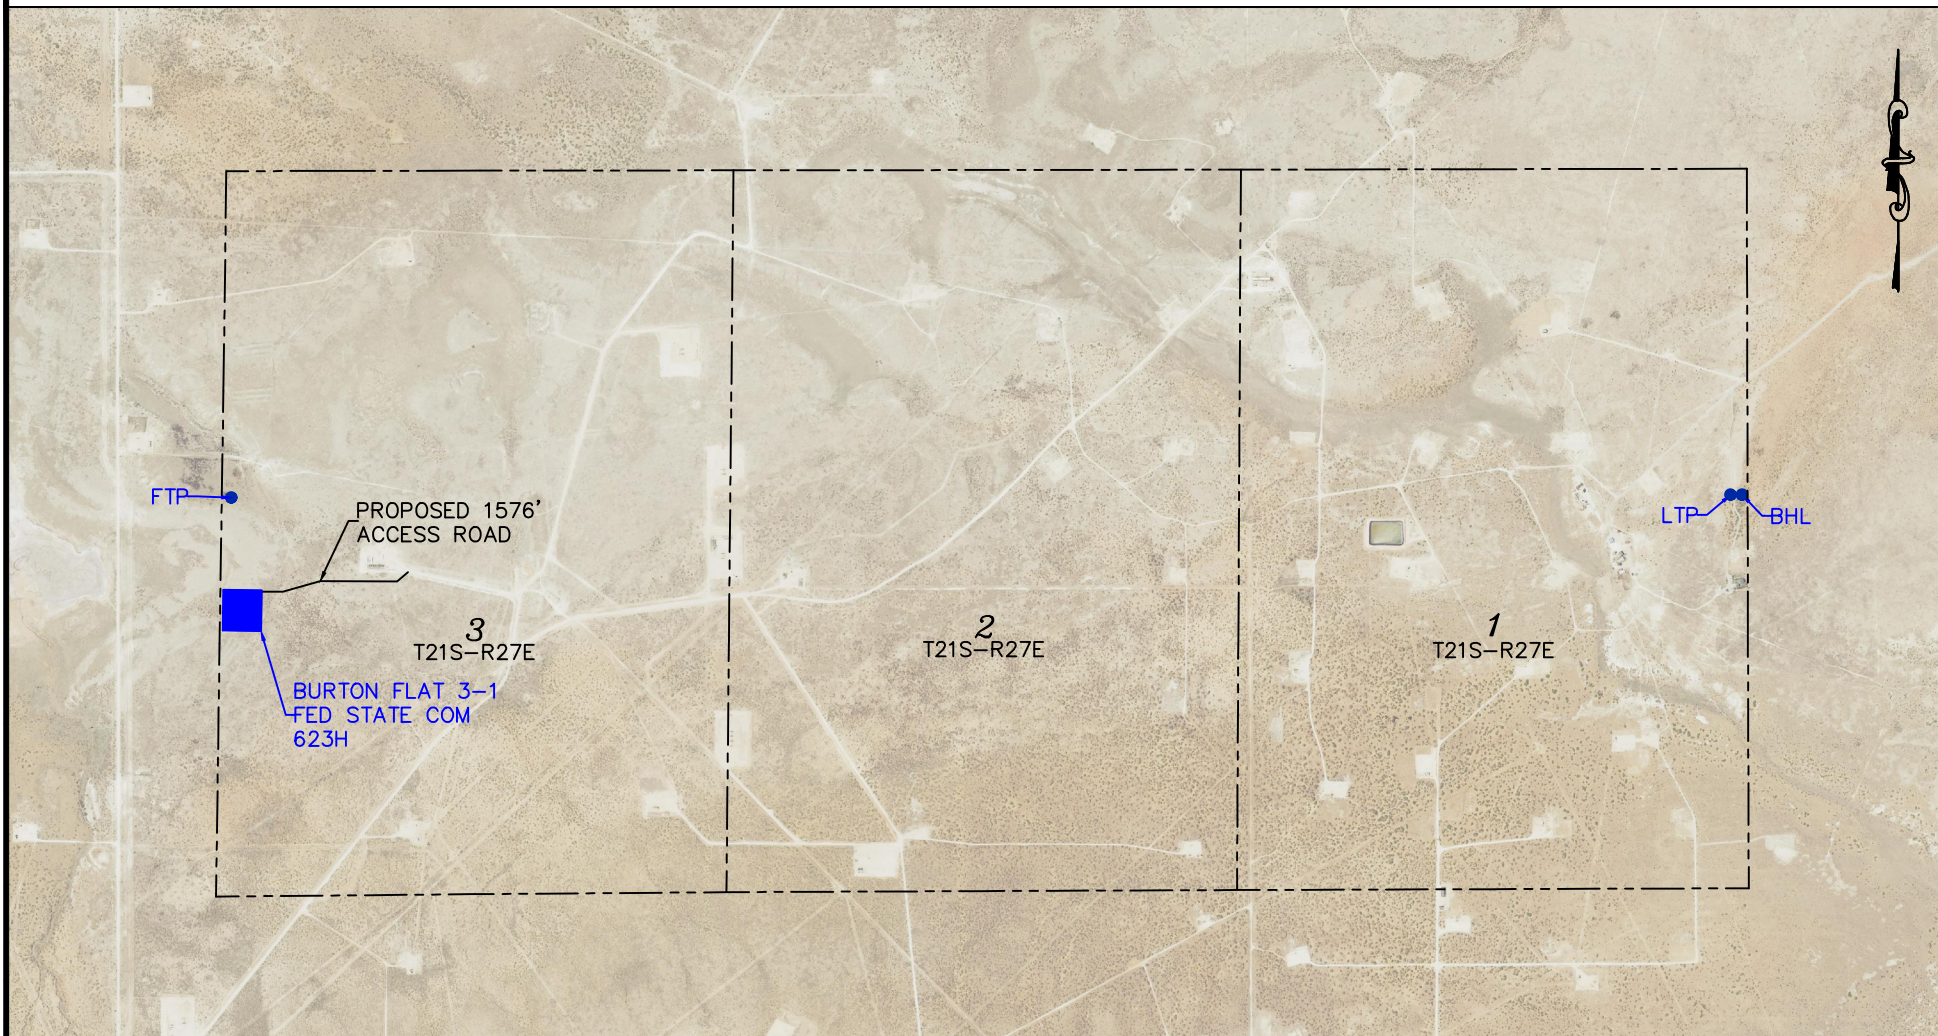 FTP
PROPOSED 1576'
ACCESS ROAD
LTP
BHL
3
T21S-R27E
2
T21S-R27E
1
T21S-R27E
BURTON FLAT 3-1
FED STATE COM
623H